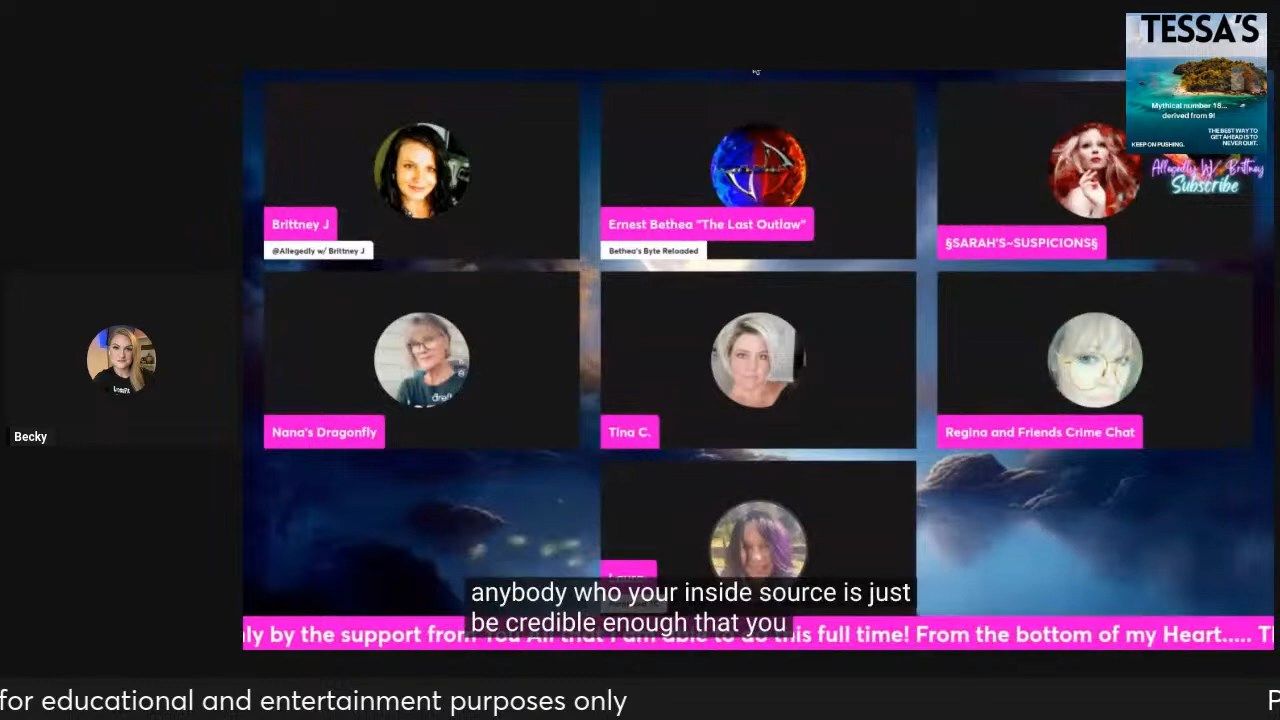 TESSA'S
Mythical number 18...
derived from 9!
THE BEST WAY TO
GET AHEAD IS TO
NEVER QUIT.
KEEP ON PUSHING.
Allegedly W/ Brittney
Subscribe
Brittney J
@Allegedly w/ Brittney J
Ernest Bethea "The Last Outlaw"
Bethea's Byte Reloaded
§SARAH'S~SUSPICIONS§
Becky
Nana's Dragonfly
Tina C.
Regina and Friends Crime Chat
anybody who your inside source is just
be credible enough that you
ly by the support from You All that I am able to do this full time! From the bottom of my Heart..... T
for educational and entertainment purposes only
P